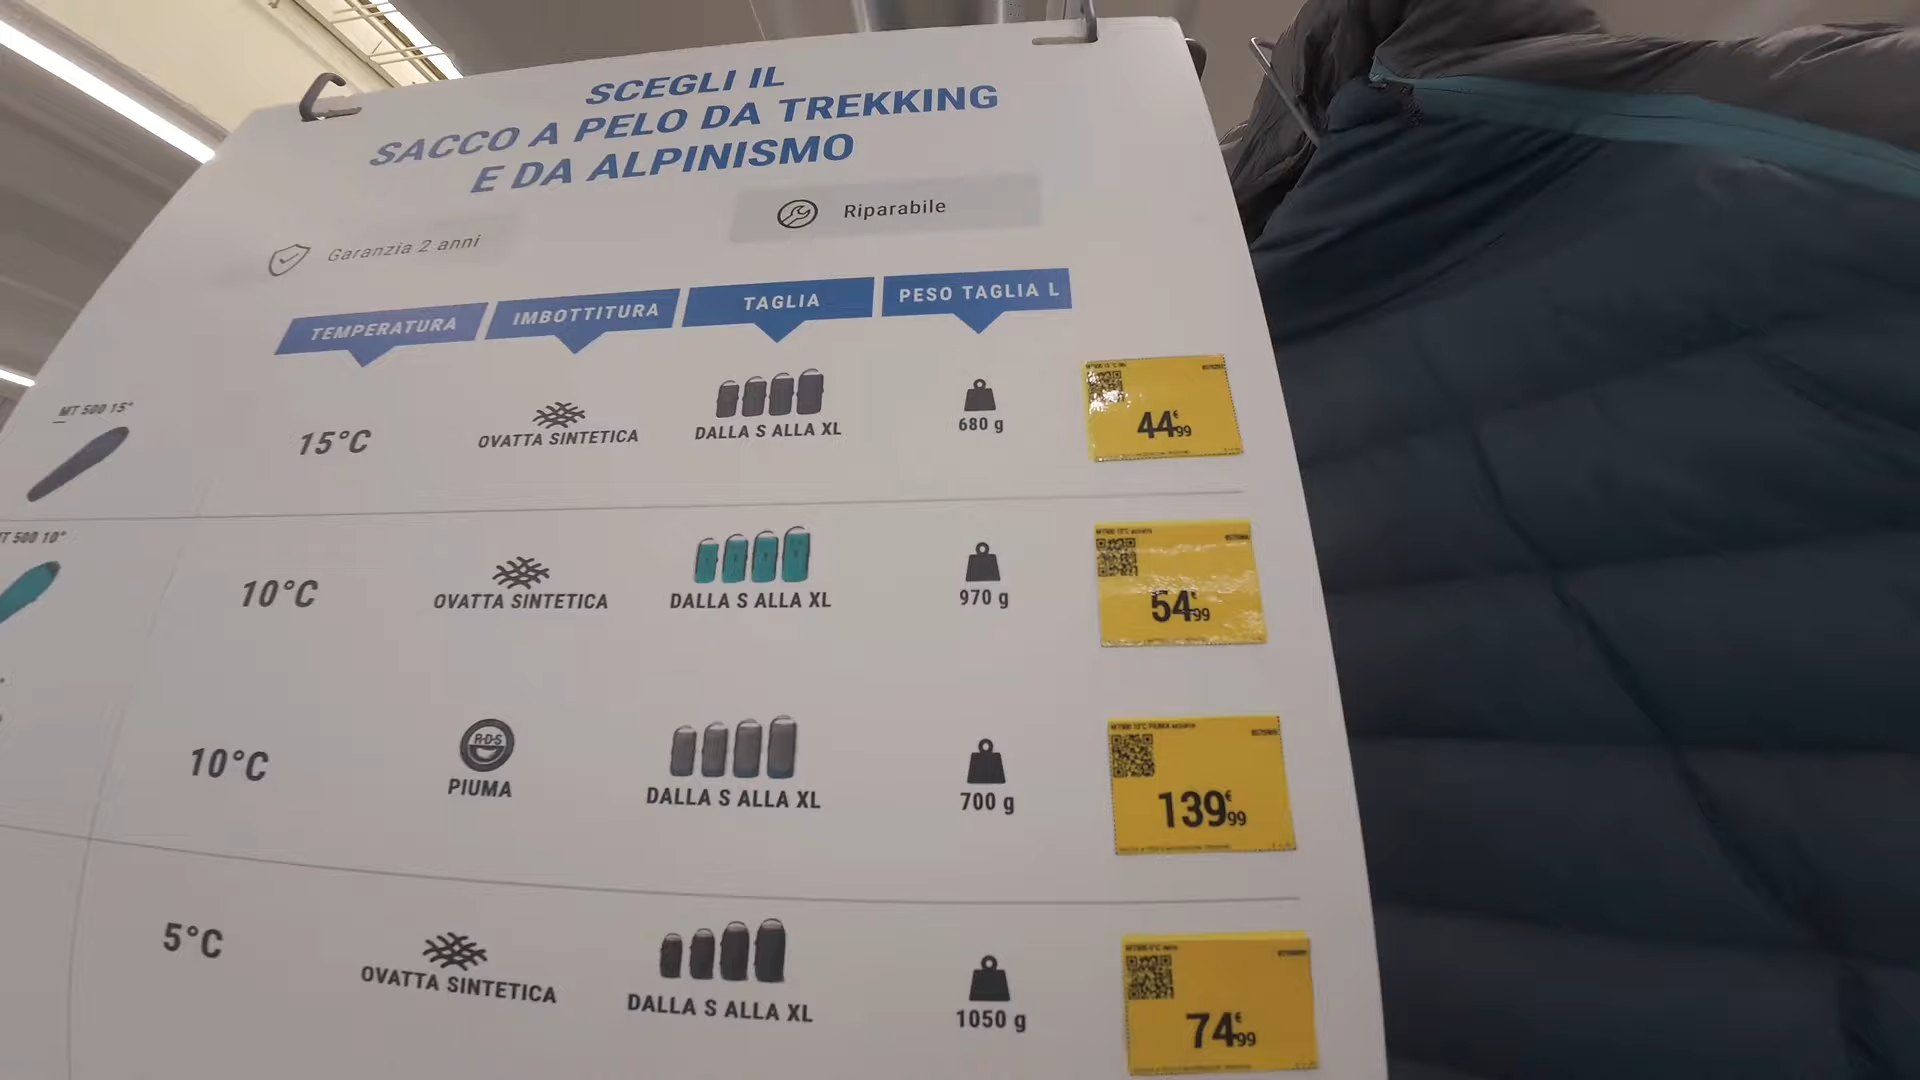 SCEGLI IL
SACCO A PELO DA TREKKING
E DA ALPINISMO
Garanzia 2 anni
Riparabile
TEMPERATURA
IMBOTTITURA
TAGLIA
PESO TAGLIA L
MT 500 15°
15°C
OVATTA SINTETICA
DALLA S ALLA XL
680 g
44€99
T 500 10°
10°C
OVATTA SINTETICA
DALLA S ALLA XL
970 g
54€99
10°C
R·D·S
PIUMA
DALLA S ALLA XL
700 g
139€99
5°C
OVATTA SINTETICA
DALLA S ALLA XL
1050 g
74€99